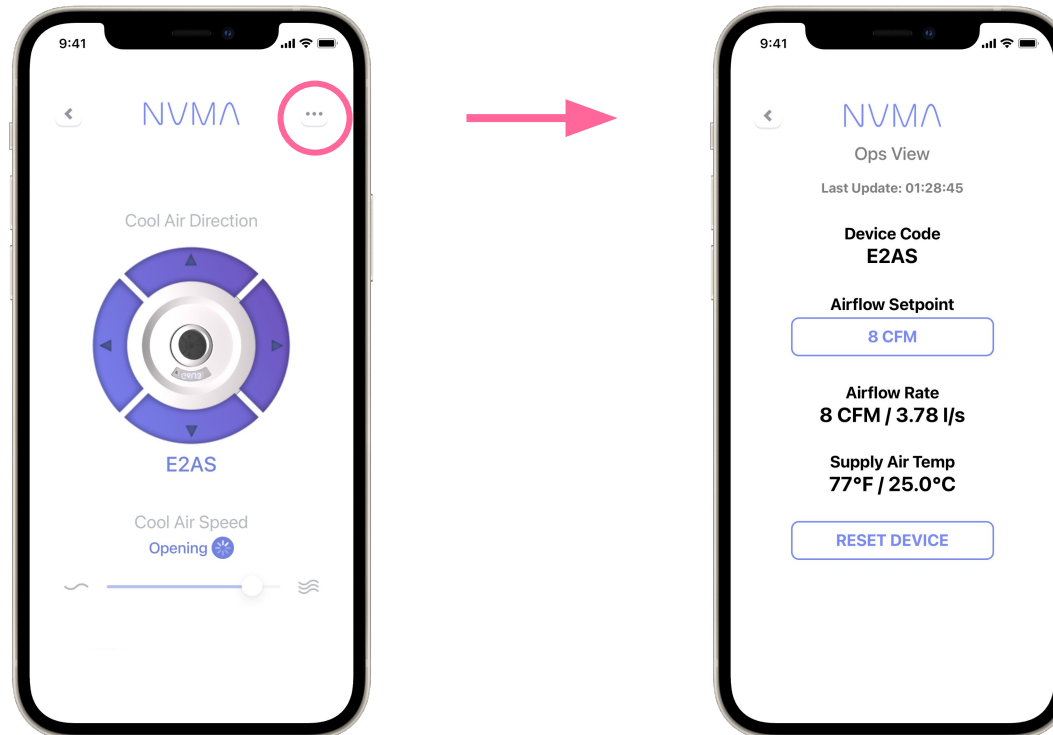 9:41
NVMA
Cool Air Direction
E2AS
Cool Air Speed
Opening
9:41
NVMA
Ops View
Last Update: 01:28:45
Device Code
E2AS
Airflow Setpoint
8 CFM
Airflow Rate
8 CFM / 3.78 l/s
Supply Air Temp
77°F / 25.0°C
RESET DEVICE